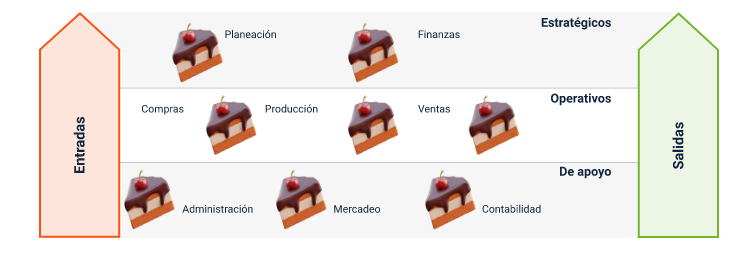 Estratégicos
Planeación
Finanzas
Operativos
Compras
Producción
Ventas
De apoyo
Administración
Mercadeo
Contabilidad
Entradas
Salidas